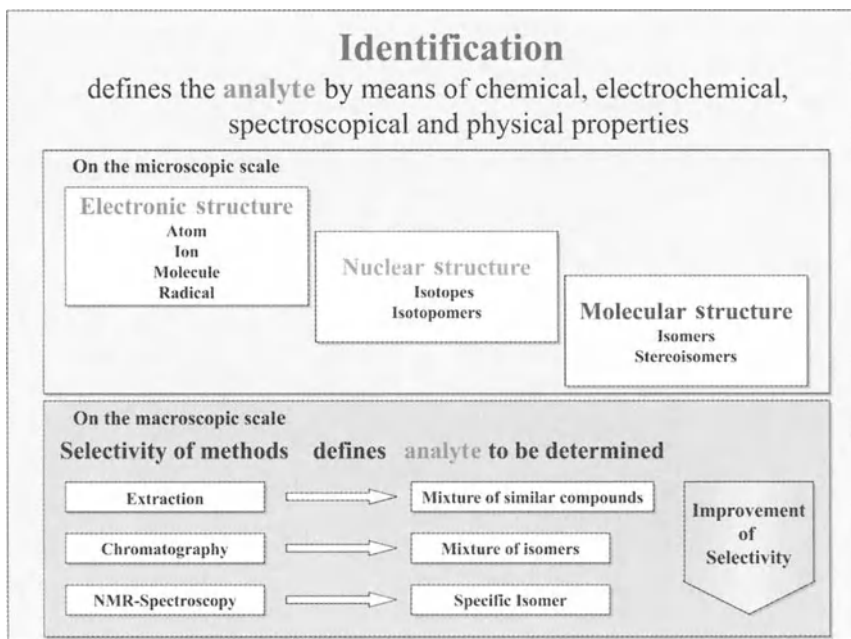 Identification
defines the analyte by means of chemical, electrochemical,
spectroscopical and physical properties
On the microscopic scale
Electronic structure
Atom
Ion
Molecule
Radical
Nuclear structure
Isotopes
Isotopomers
Molecular structure
Isomers
Stereoisomers
On the macroscopic scale
Selectivity of methods defines analyte to be determined
Extraction
Mixture of similar compounds
Chromatography
Mixture of isomers
NMR-Spectroscopy
Specific Isomer
Improvement
of
Selectivity